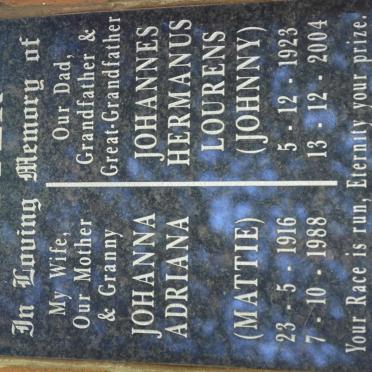 In Loving Memory of
My Wife,
Our Mother
& Granny
JOHANNA
ADRIANA
(MATTIE)
23 - 5 - 1916
7 - 10 - 1988
Our Dad,
Grandfather &
Great-Grandfather
JOHANNES
HERMANUS
LOURENS
(JOHNNY)
5 - 12 - 1923
13 - 12 - 2004
Your Race is run, Eternity your prize.